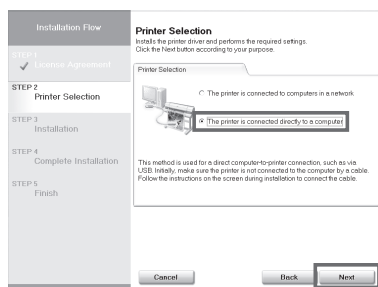 Installation Flow
STEP 1
License Agreement
STEP 2
Printer Selection
STEP 3
Installation
STEP 4
Complete Installation
STEP 5
Finish
Printer Selection
Installs the printer driver and performs the required settings.
Click the Next button according to your purpose.
Printer Selection
The printer is connected to computers in a network
The printer is connected directly to a computer
This method is used for a direct computer-to-printer connection, such as via
USB. Initially, make sure the printer is not connected to the computer by a cable.
Follow the instructions on the screen during installation to connect the cable.
Cancel
Back
Next